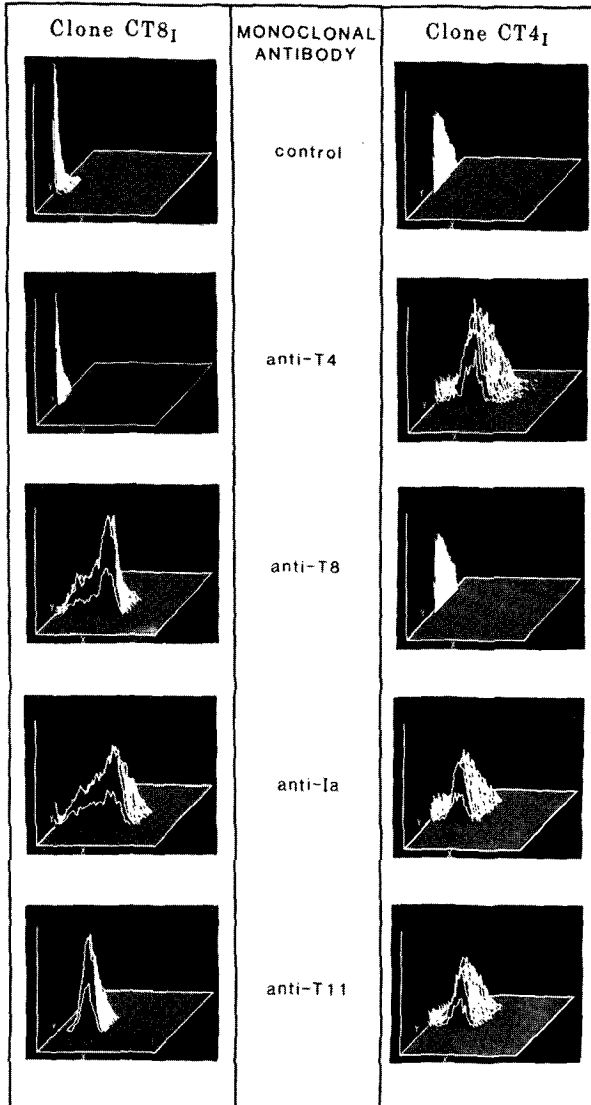 Clone CT8I
MONOCLONAL
ANTIBODY
Clone CT4I
control
anti-T4
anti-T8
anti-Ia
anti-T11